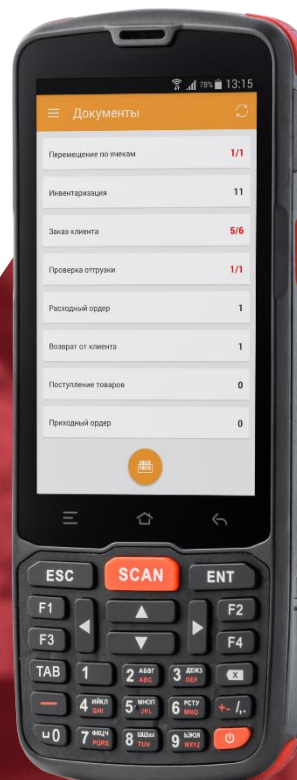 78% 13:15
Документы
Перемещение по ячекам 1/1
Инвентаризация 11
Заказ клиента 5/6
Проверка отгрузки 1/1
Расходный ордер 1
Возврат от клиента 1
Поступление товаров 0
Приходный ордер 0
ESC SCAN ENT
F1 F2
F3 F4
TAB 1 2 АБВГ ABC 3 ДЕЖЗ DEF
4 ИЙКЛ GHI 5 МНОП JKL 6 РСТУ MNO +- /,.
0 7 ФХЦЧ PQRS 8 ШЩЪЫ TUV 9 ЬЭЮЯ WXYZ